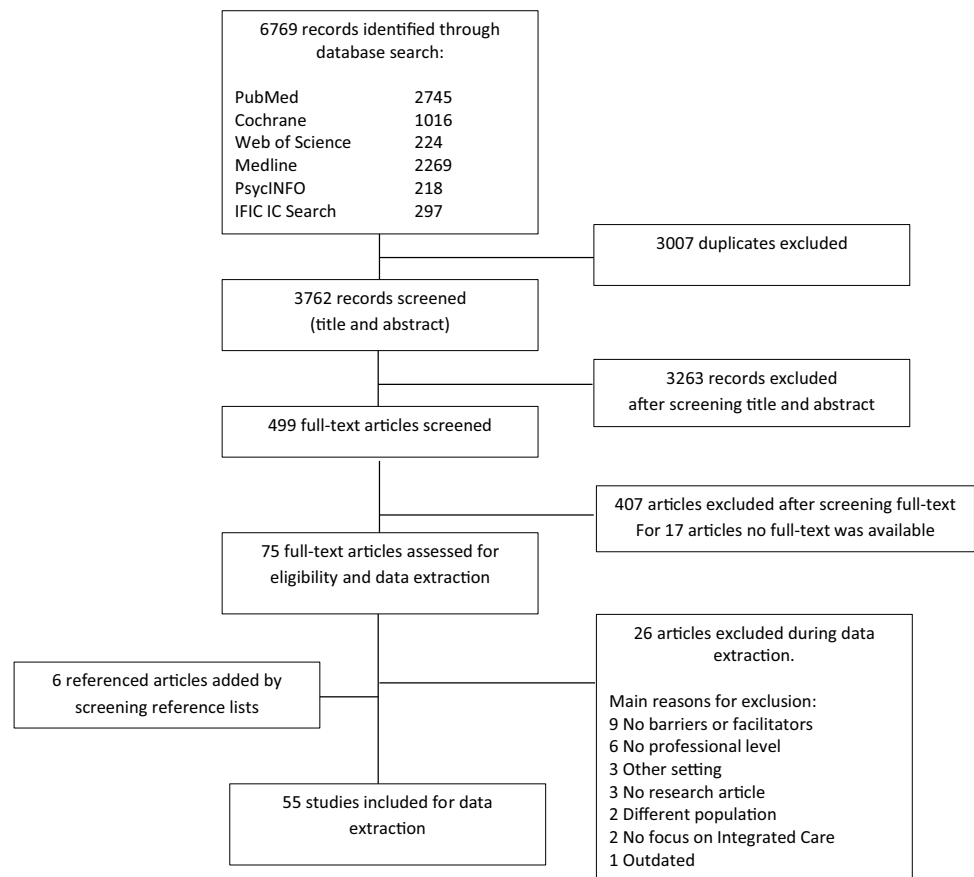 6769 records identified through
database search:
PubMed 2745
Cochrane 1016
Web of Science 224
Medline 2269
PsycINFO 218
IFIC IC Search 297
3007 duplicates excluded
3762 records screened
(title and abstract)
3263 records excluded
after screening title and abstract
499 full-text articles screened
407 articles excluded after screening full-text
For 17 articles no full-text was available
75 full-text articles assessed for
eligibility and data extraction
26 articles excluded during data
extraction.
Main reasons for exclusion:
9 No barriers or facilitators
6 No professional level
3 Other setting
3 No research article
2 Different population
2 No focus on Integrated Care
1 Outdated
6 referenced articles added by
screening reference lists
55 studies included for data
extraction